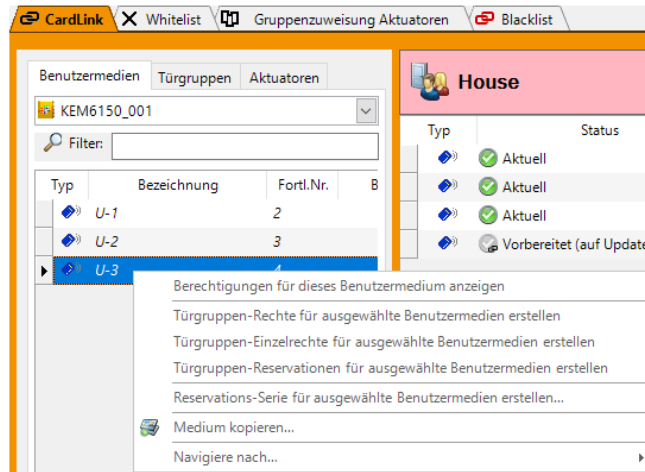 CardLink Whitelist Gruppenzuweisung Aktuatoren Blacklist
Benutzermedien Türgruppen Aktuatoren
KEM6150_001
Filter:
Typ Bezeichnung Fortl.Nr. B
U-1 2
U-2 3
U-3 4
House
Typ Status
Aktuell
Aktuell
Aktuell
Vorbereitet (auf Update
Berechtigungen für dieses Benutzermedium anzeigen
Türgruppen-Rechte für ausgewählte Benutzermedien erstellen
Türgruppen-Einzelrechte für ausgewählte Benutzermedien erstellen
Türgruppen-Reservationen für ausgewählte Benutzermedien erstellen
Reservations-Serie für ausgewählte Benutzermedien erstellen...
Medium kopieren...
Navigiere nach...